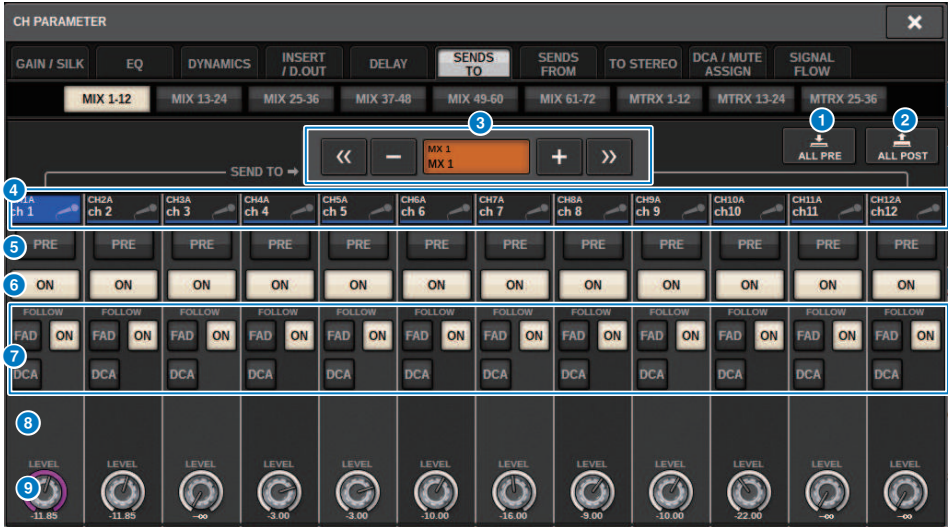 CH PARAMETER
GAIN / SILK EQ DYNAMICS INSERT / D.OUT DELAY SENDS TO SENDS FROM TO STEREO DCA / MUTE ASSIGN SIGNAL FLOW
MIX 1-12 MIX 13-24 MIX 25-36 MIX 37-48 MIX 49-60 MIX 61-72 MTRX 1-12 MTRX 13-24 MTRX 25-36
3 1 2
MX 1
MX 1
ALL PRE ALL POST
SEND TO
4
CH1A CH2A CH3A CH4A CH5A CH6A CH7A CH8A CH9A CH10A CH11A CH12A
ch 1 ch 2 ch 3 ch 4 ch 5 ch 6 ch 7 ch 8 ch 9 ch10 ch11 ch12
5 PRE PRE PRE PRE PRE PRE PRE PRE PRE PRE PRE PRE
6 ON ON ON ON ON ON ON ON ON ON ON ON
FOLLOW FOLLOW FOLLOW FOLLOW FOLLOW FOLLOW FOLLOW FOLLOW FOLLOW FOLLOW FOLLOW FOLLOW
FAD ON FAD ON FAD ON FAD ON FAD ON FAD ON FAD ON FAD ON FAD ON FAD ON FAD ON FAD ON
7
DCA DCA DCA DCA DCA DCA DCA DCA DCA DCA DCA DCA
8
LEVEL LEVEL LEVEL LEVEL LEVEL LEVEL LEVEL LEVEL LEVEL LEVEL LEVEL LEVEL
9
-11.85 -11.85 -∞ -3.00 -3.00 -10.00 -16.00 -9.00 -10.00 -22.00 -∞ -∞